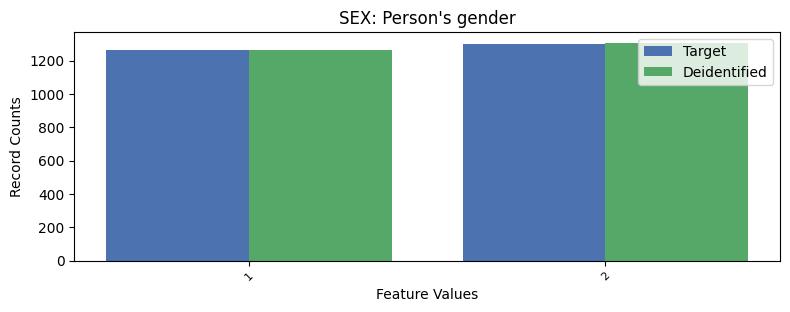 SEX: Person's gender
Target
Deidentified
Record Counts
1200
1000
800
600
400
200
0
1
2
Feature Values